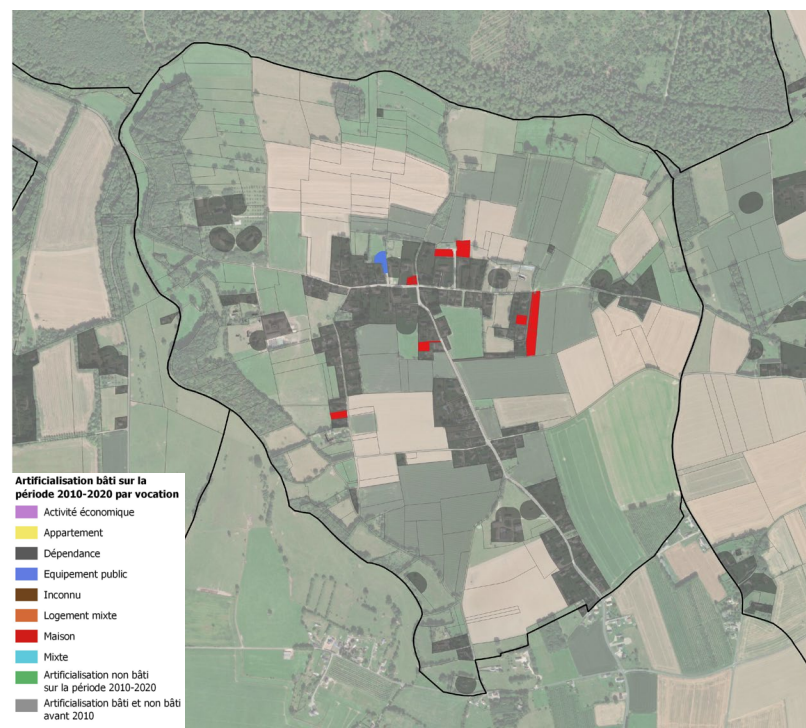 Artificialisation bâti sur la
période 2010-2020 par vocation
Activité économique
Appartement
Dépendance
Equipement public
Inconnu
Logement mixte
Maison
Mixte
Artificialisation non bâti
sur la période 2010-2020
Artificialisation bâti et non bâti
avant 2010